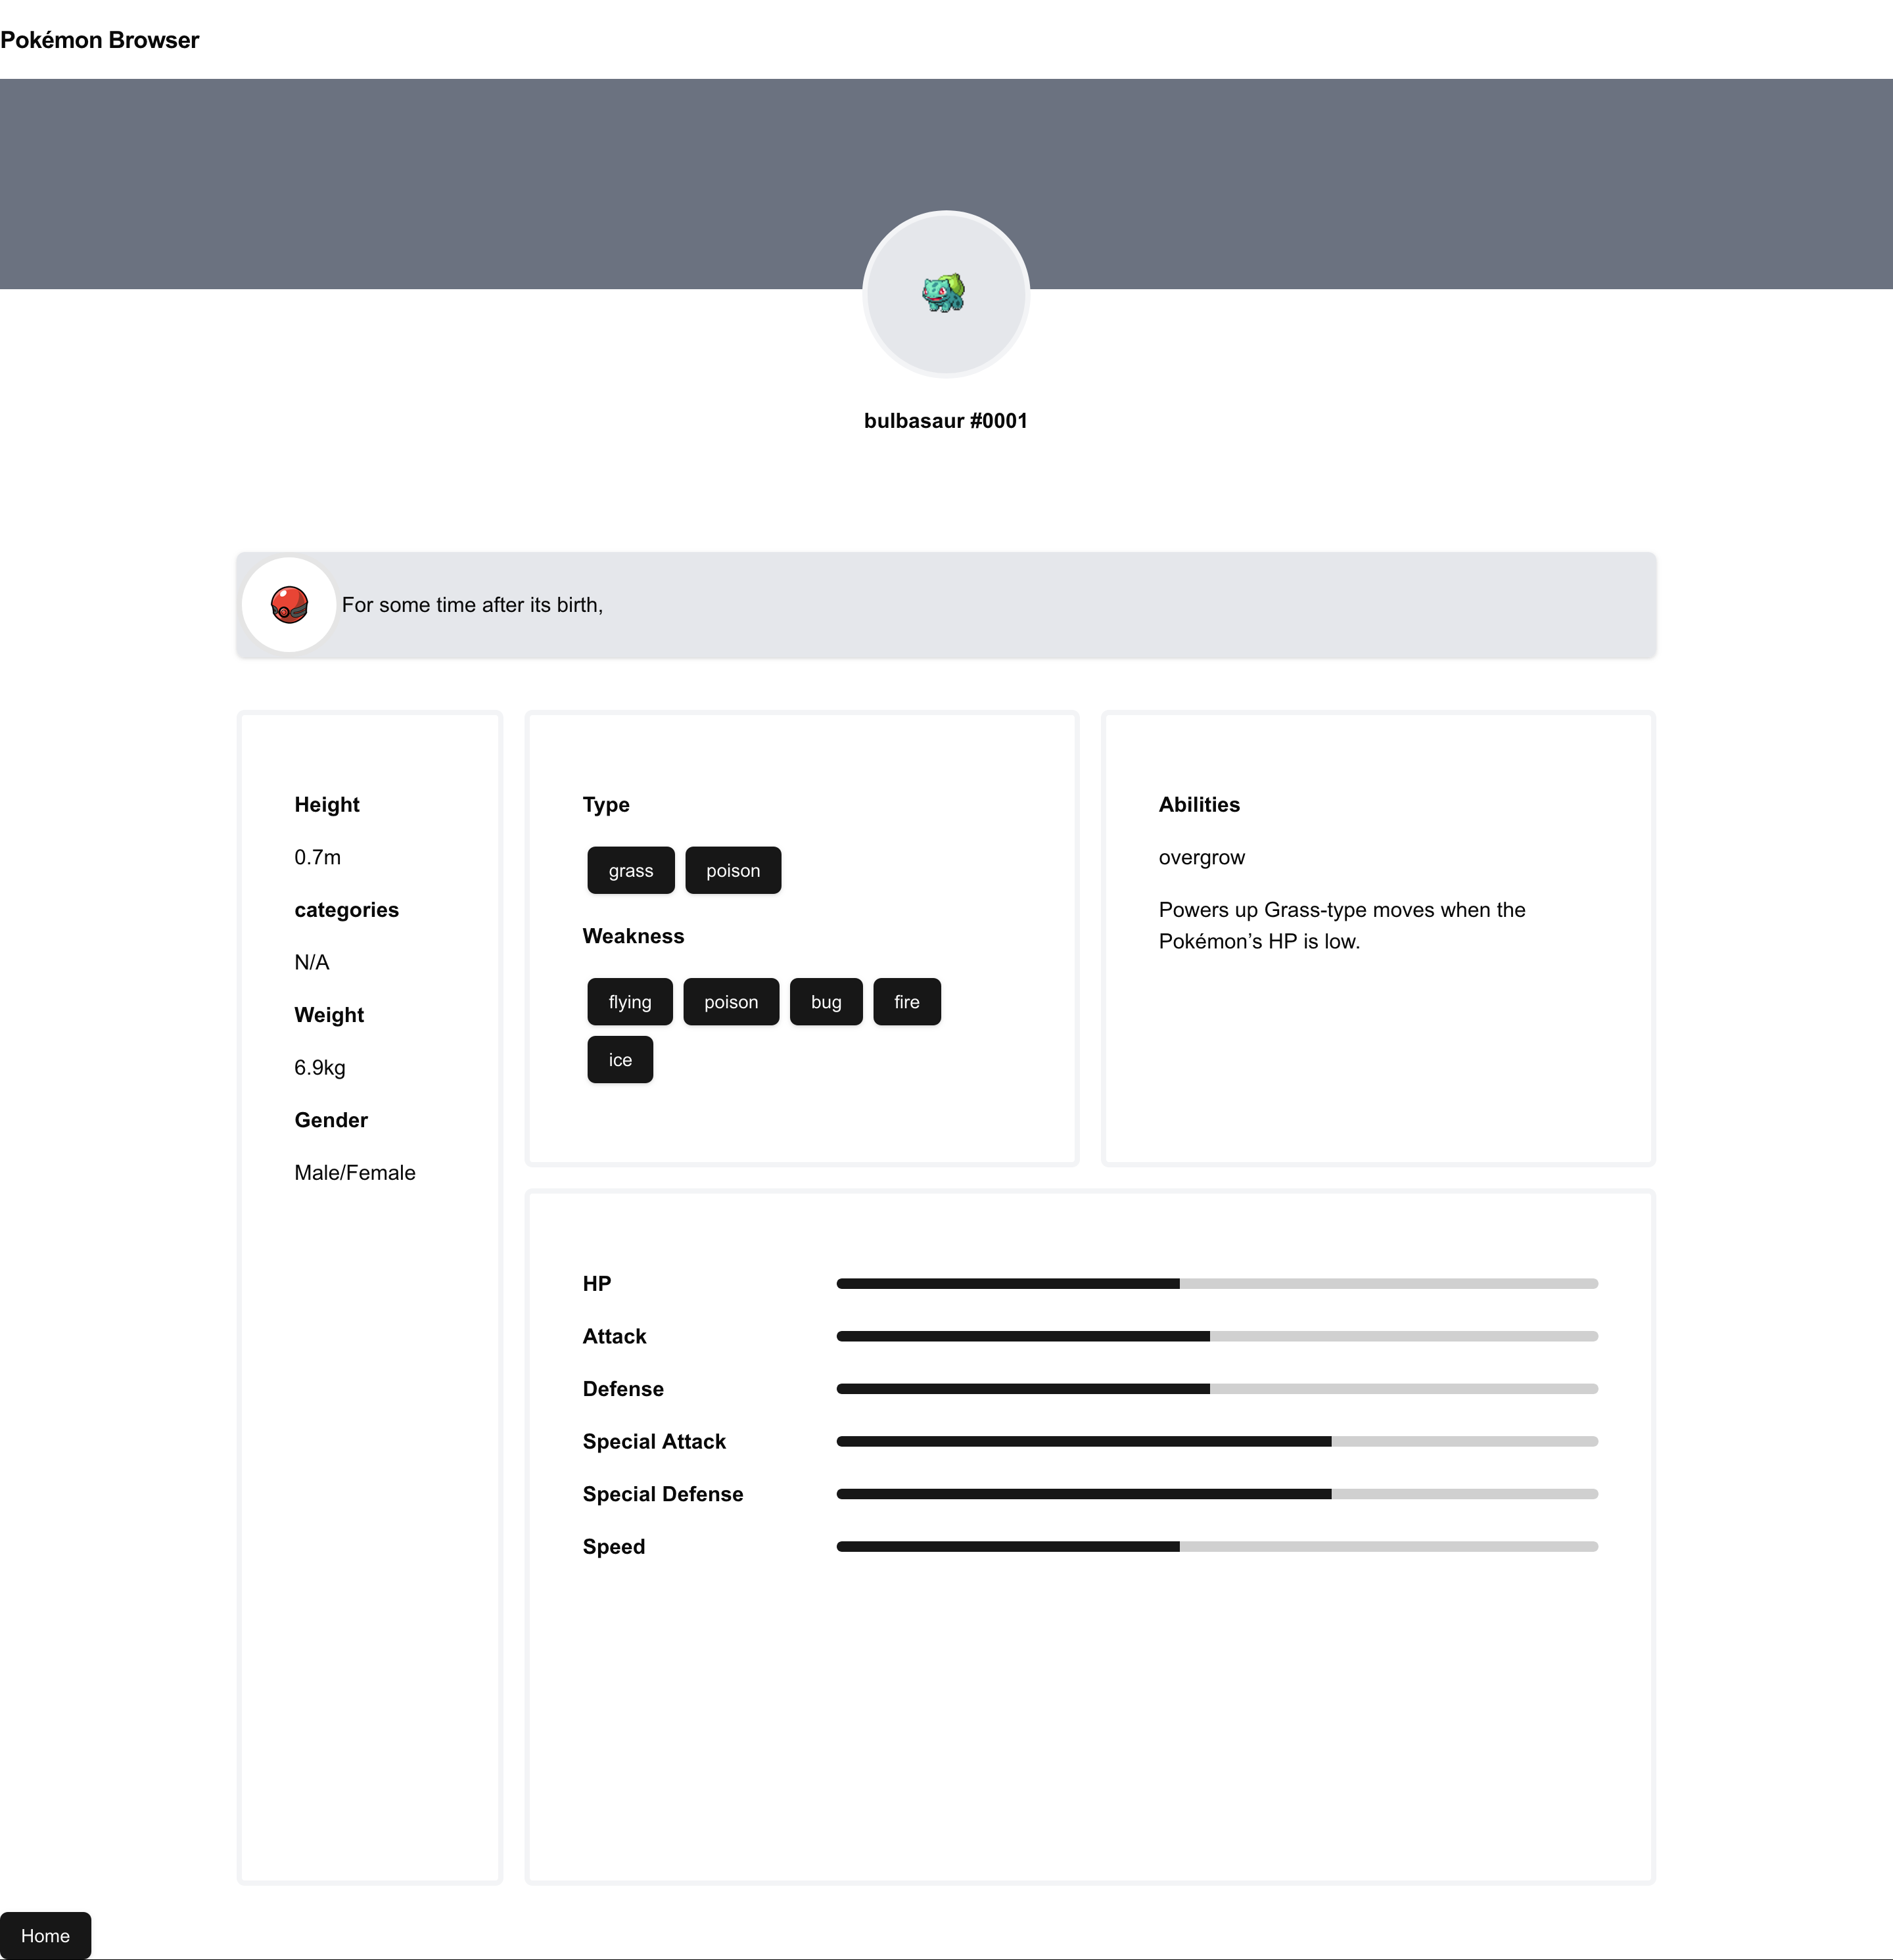 Pokémon Browser
bulbasaur #0001
For some time after its birth,
Height
0.7m
categories
N/A
Weight
6.9kg
Gender
Male/Female
Type
grass poison
Weakness
flying poison bug fire
ice
Abilities
overgrow
Powers up Grass-type moves when the
Pokémon’s HP is low.
HP
Attack
Defense
Special Attack
Special Defense
Speed
Home